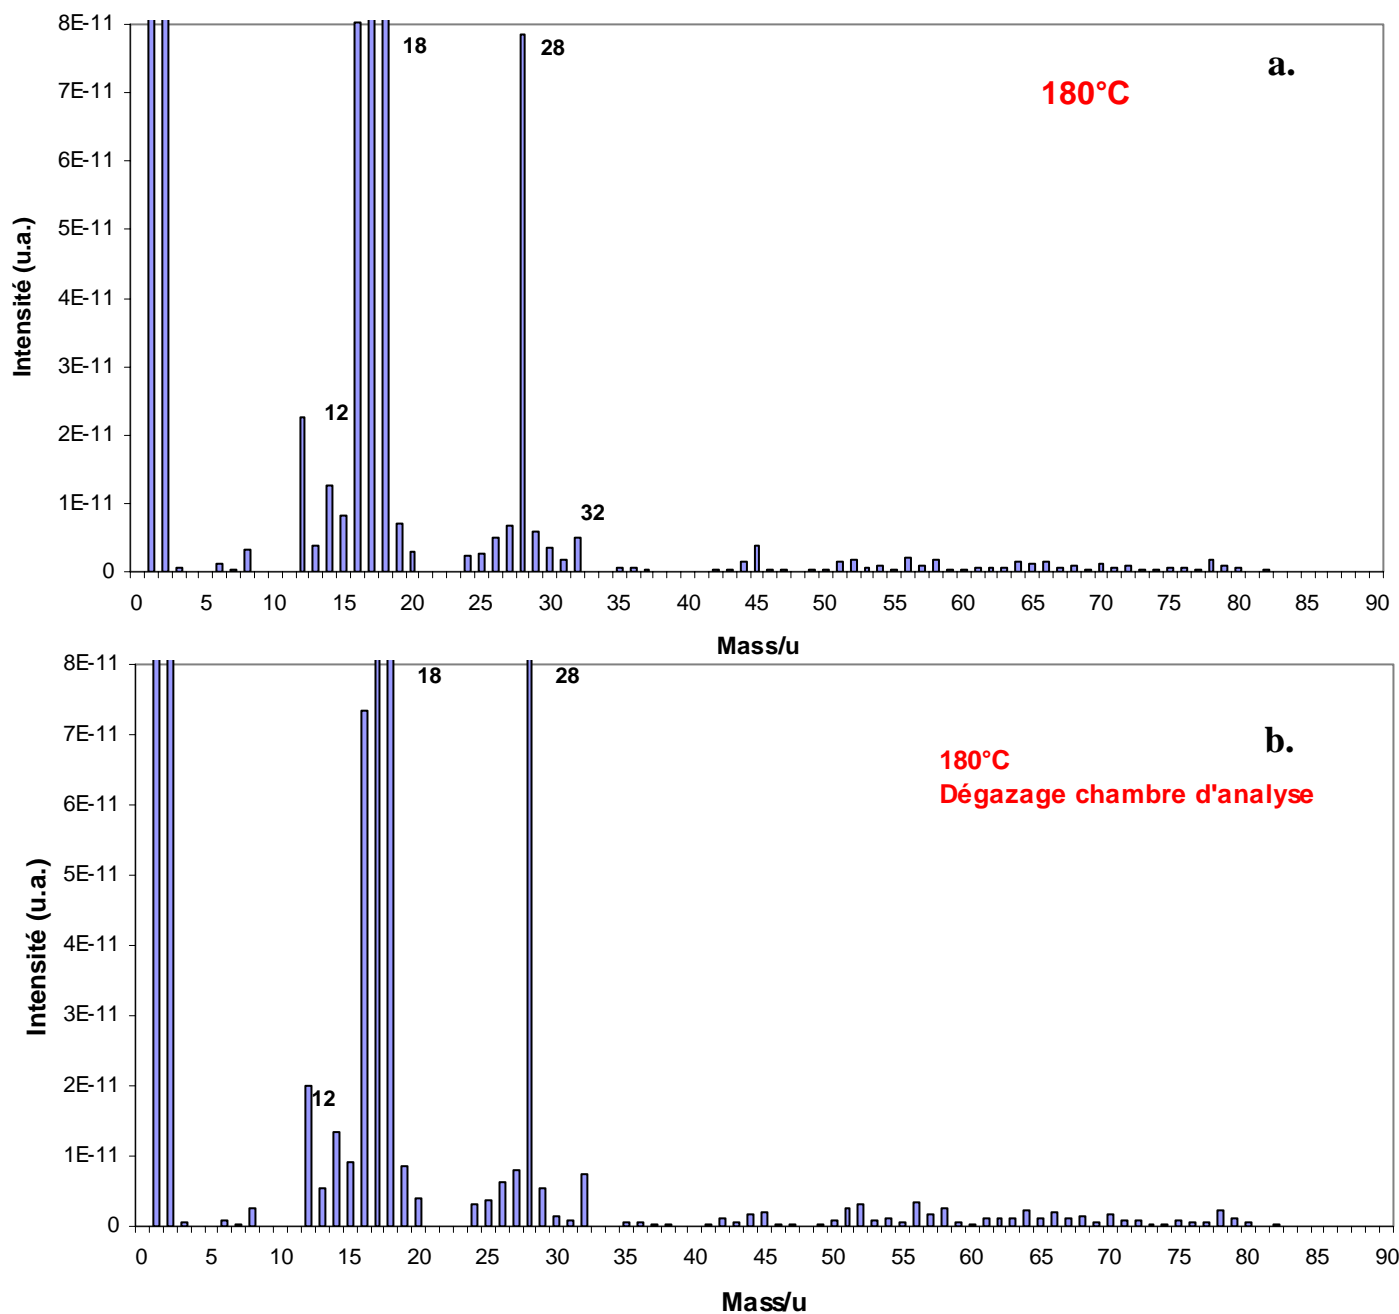 8E-11
7E-11
6E-11
5E-11
4E-11
3E-11
2E-11
1E-11
0
Intensité (u.a.)
18
28
12
32
180°C
a.
0 5 10 15 20 25 30 35 40 45 50 55 60 65 70 75 80 85 90
Mass/u
8E-11
7E-11
6E-11
5E-11
4E-11
3E-11
2E-11
1E-11
0
Intensité (u.a.)
18
28
12
b.
180°C
Dégazage chambre d'analyse
0 5 10 15 20 25 30 35 40 45 50 55 60 65 70 75 80 85 90
Mass/u